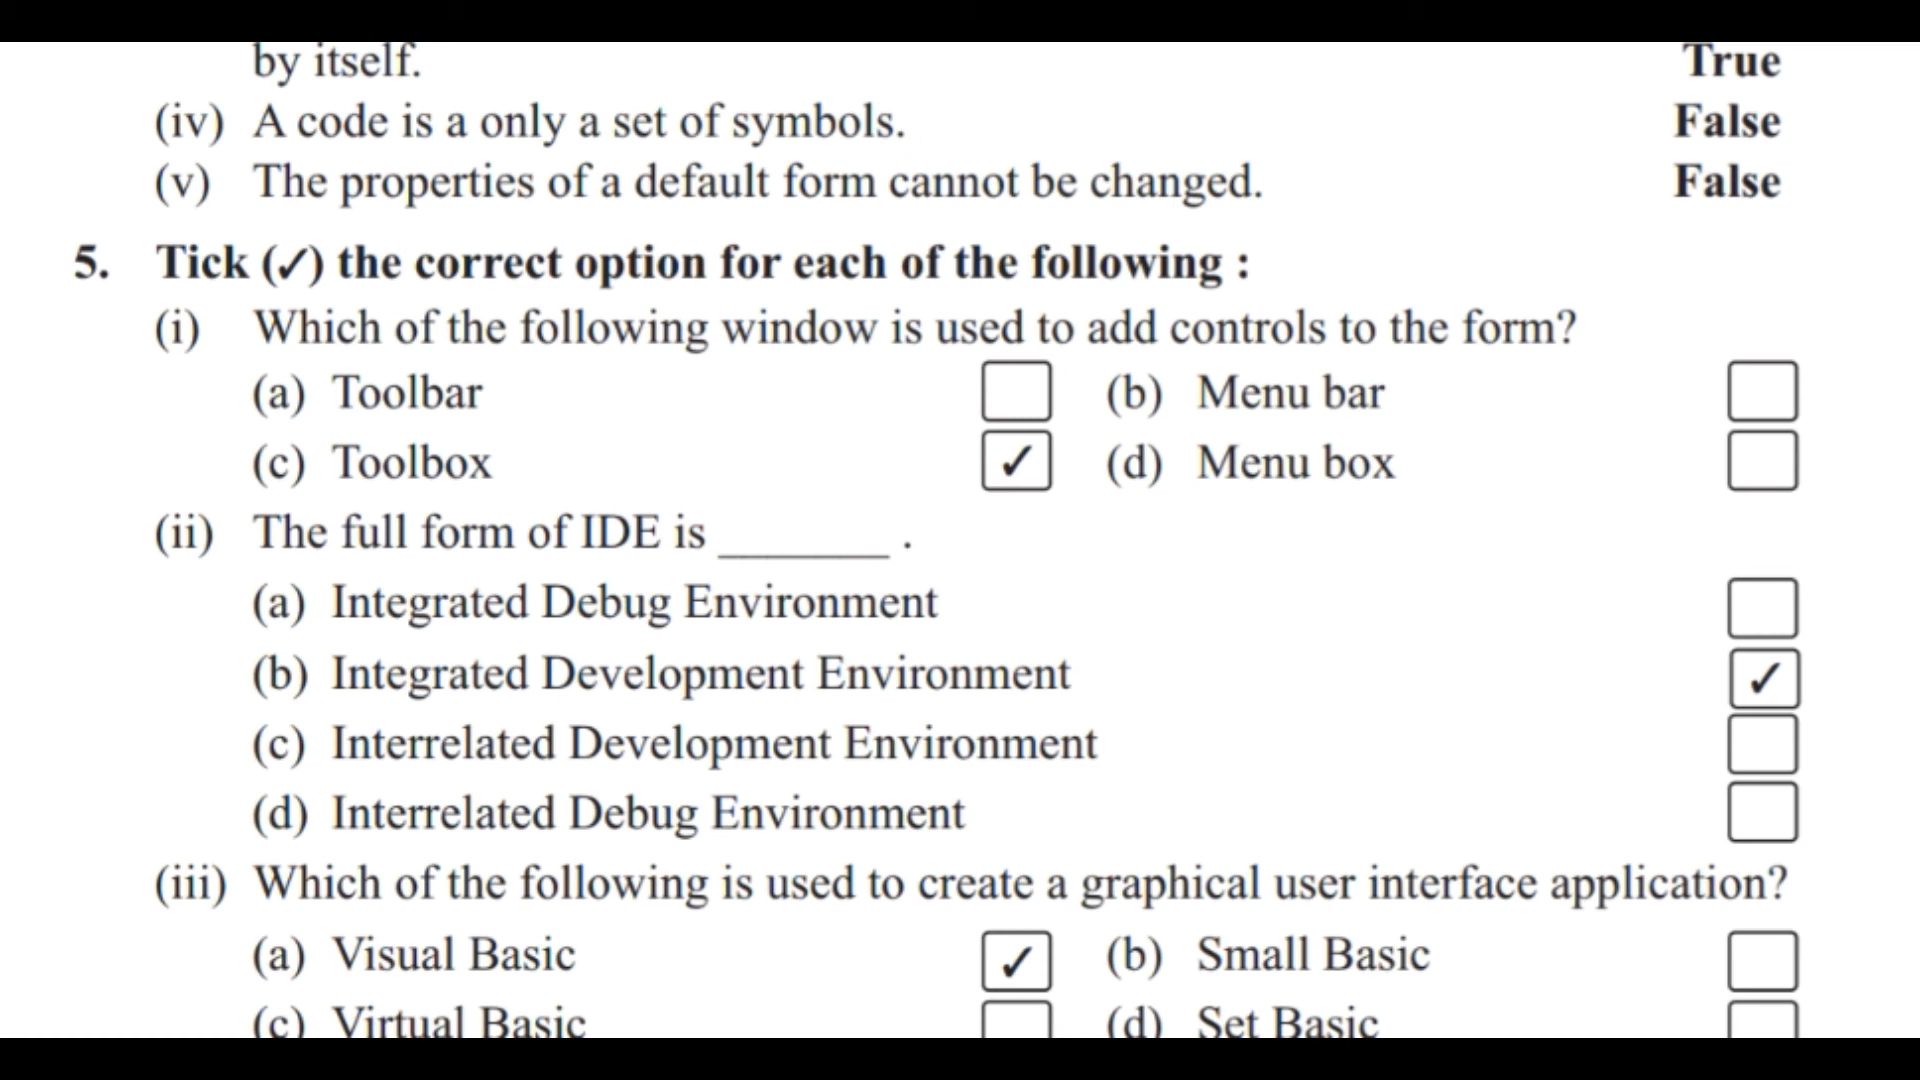 by itself. True
(iv) A code is a only a set of symbols. False
(v) The properties of a default form cannot be changed. False
5. Tick (✓) the correct option for each of the following :
(i) Which of the following window is used to add controls to the form?
(a) Toolbar (b) Menu bar
(c) Toolbox ✓ (d) Menu box
(ii) The full form of IDE is _______ .
(a) Integrated Debug Environment
(b) Integrated Development Environment ✓
(c) Interrelated Development Environment
(d) Interrelated Debug Environment
(iii) Which of the following is used to create a graphical user interface application?
(a) Visual Basic ✓ (b) Small Basic
(c) Virtual Basic (d) Set Basic